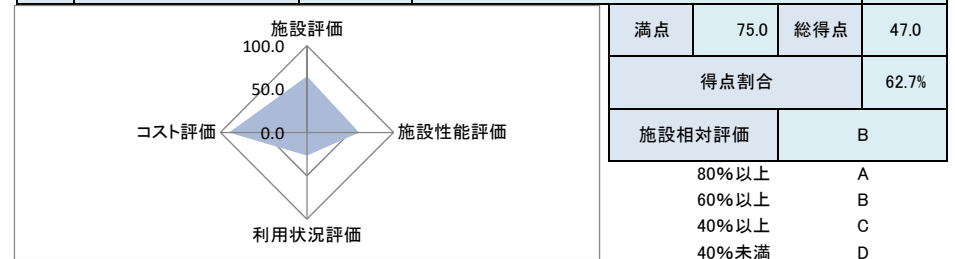 施設評価
100.0
50.0
0.0
コスト評価
施設性能評価
利用状況評価
満点 75.0 総得点 47.0
得点割合 62.7%
施設相対評価 B
80%以上 A
60%以上 B
40%以上 C
40%未満 D